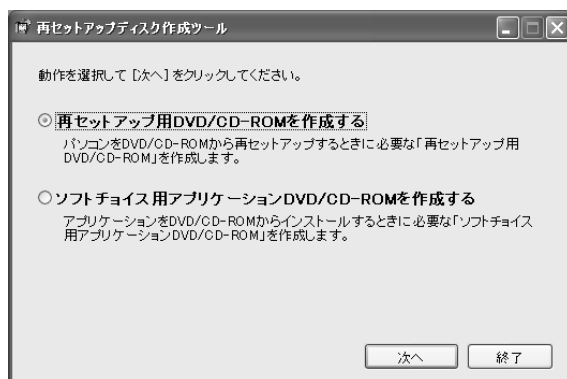 再セットアップディスク作成ツール
動作を選択して [次へ] をクリックしてください。
再セットアップ用DVD/CD-ROMを作成する
パソコンをDVD/CD-ROMから再セットアップするときに必要な「再セットアップ用
DVD/CD-ROM」を作成します。
ソフトチョイス用アプリケーションDVD/CD-ROMを作成する
アプリケーションをDVD/CD-ROMからインストールするときに必要な「ソフトチョイス
用アプリケーションDVD/CD-ROM」を作成します。
次へ
終了